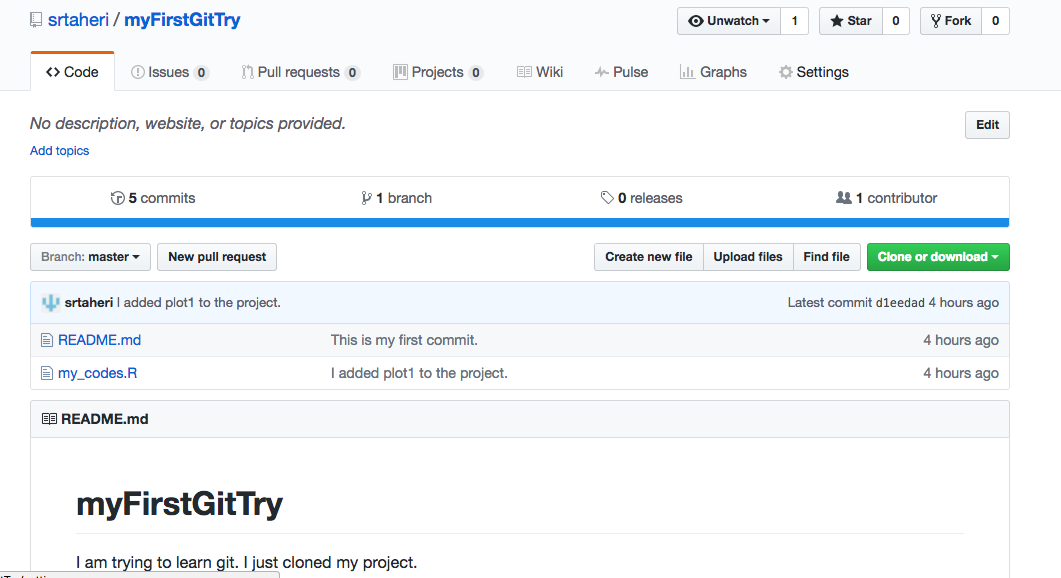 srtaheri / myFirstGitTry Unwatch 1 Star 0 Fork 0
Code Issues 0 Pull requests 0 Projects 0 Wiki Pulse Graphs Settings
No description, website, or topics provided. Edit
Add topics
5 commits 1 branch 0 releases 1 contributor
Branch: master New pull request Create new file Upload files Find file Clone or download
srtaheri I added plot1 to the project. Latest commit d1eedad 4 hours ago
README.md This is my first commit. 4 hours ago
my_codes.R I added plot1 to the project. 4 hours ago
README.md
myFirstGitTry
I am trying to learn git. I just cloned my project.